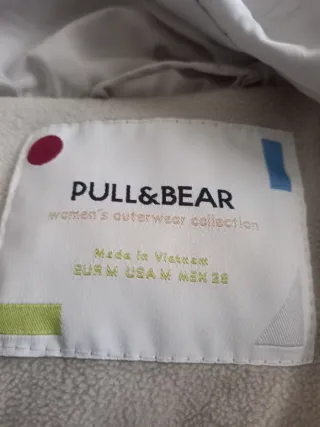 PULL&BEAR
women's outerwear collection
Made in Vietnam
EUR M USA M MEX 28